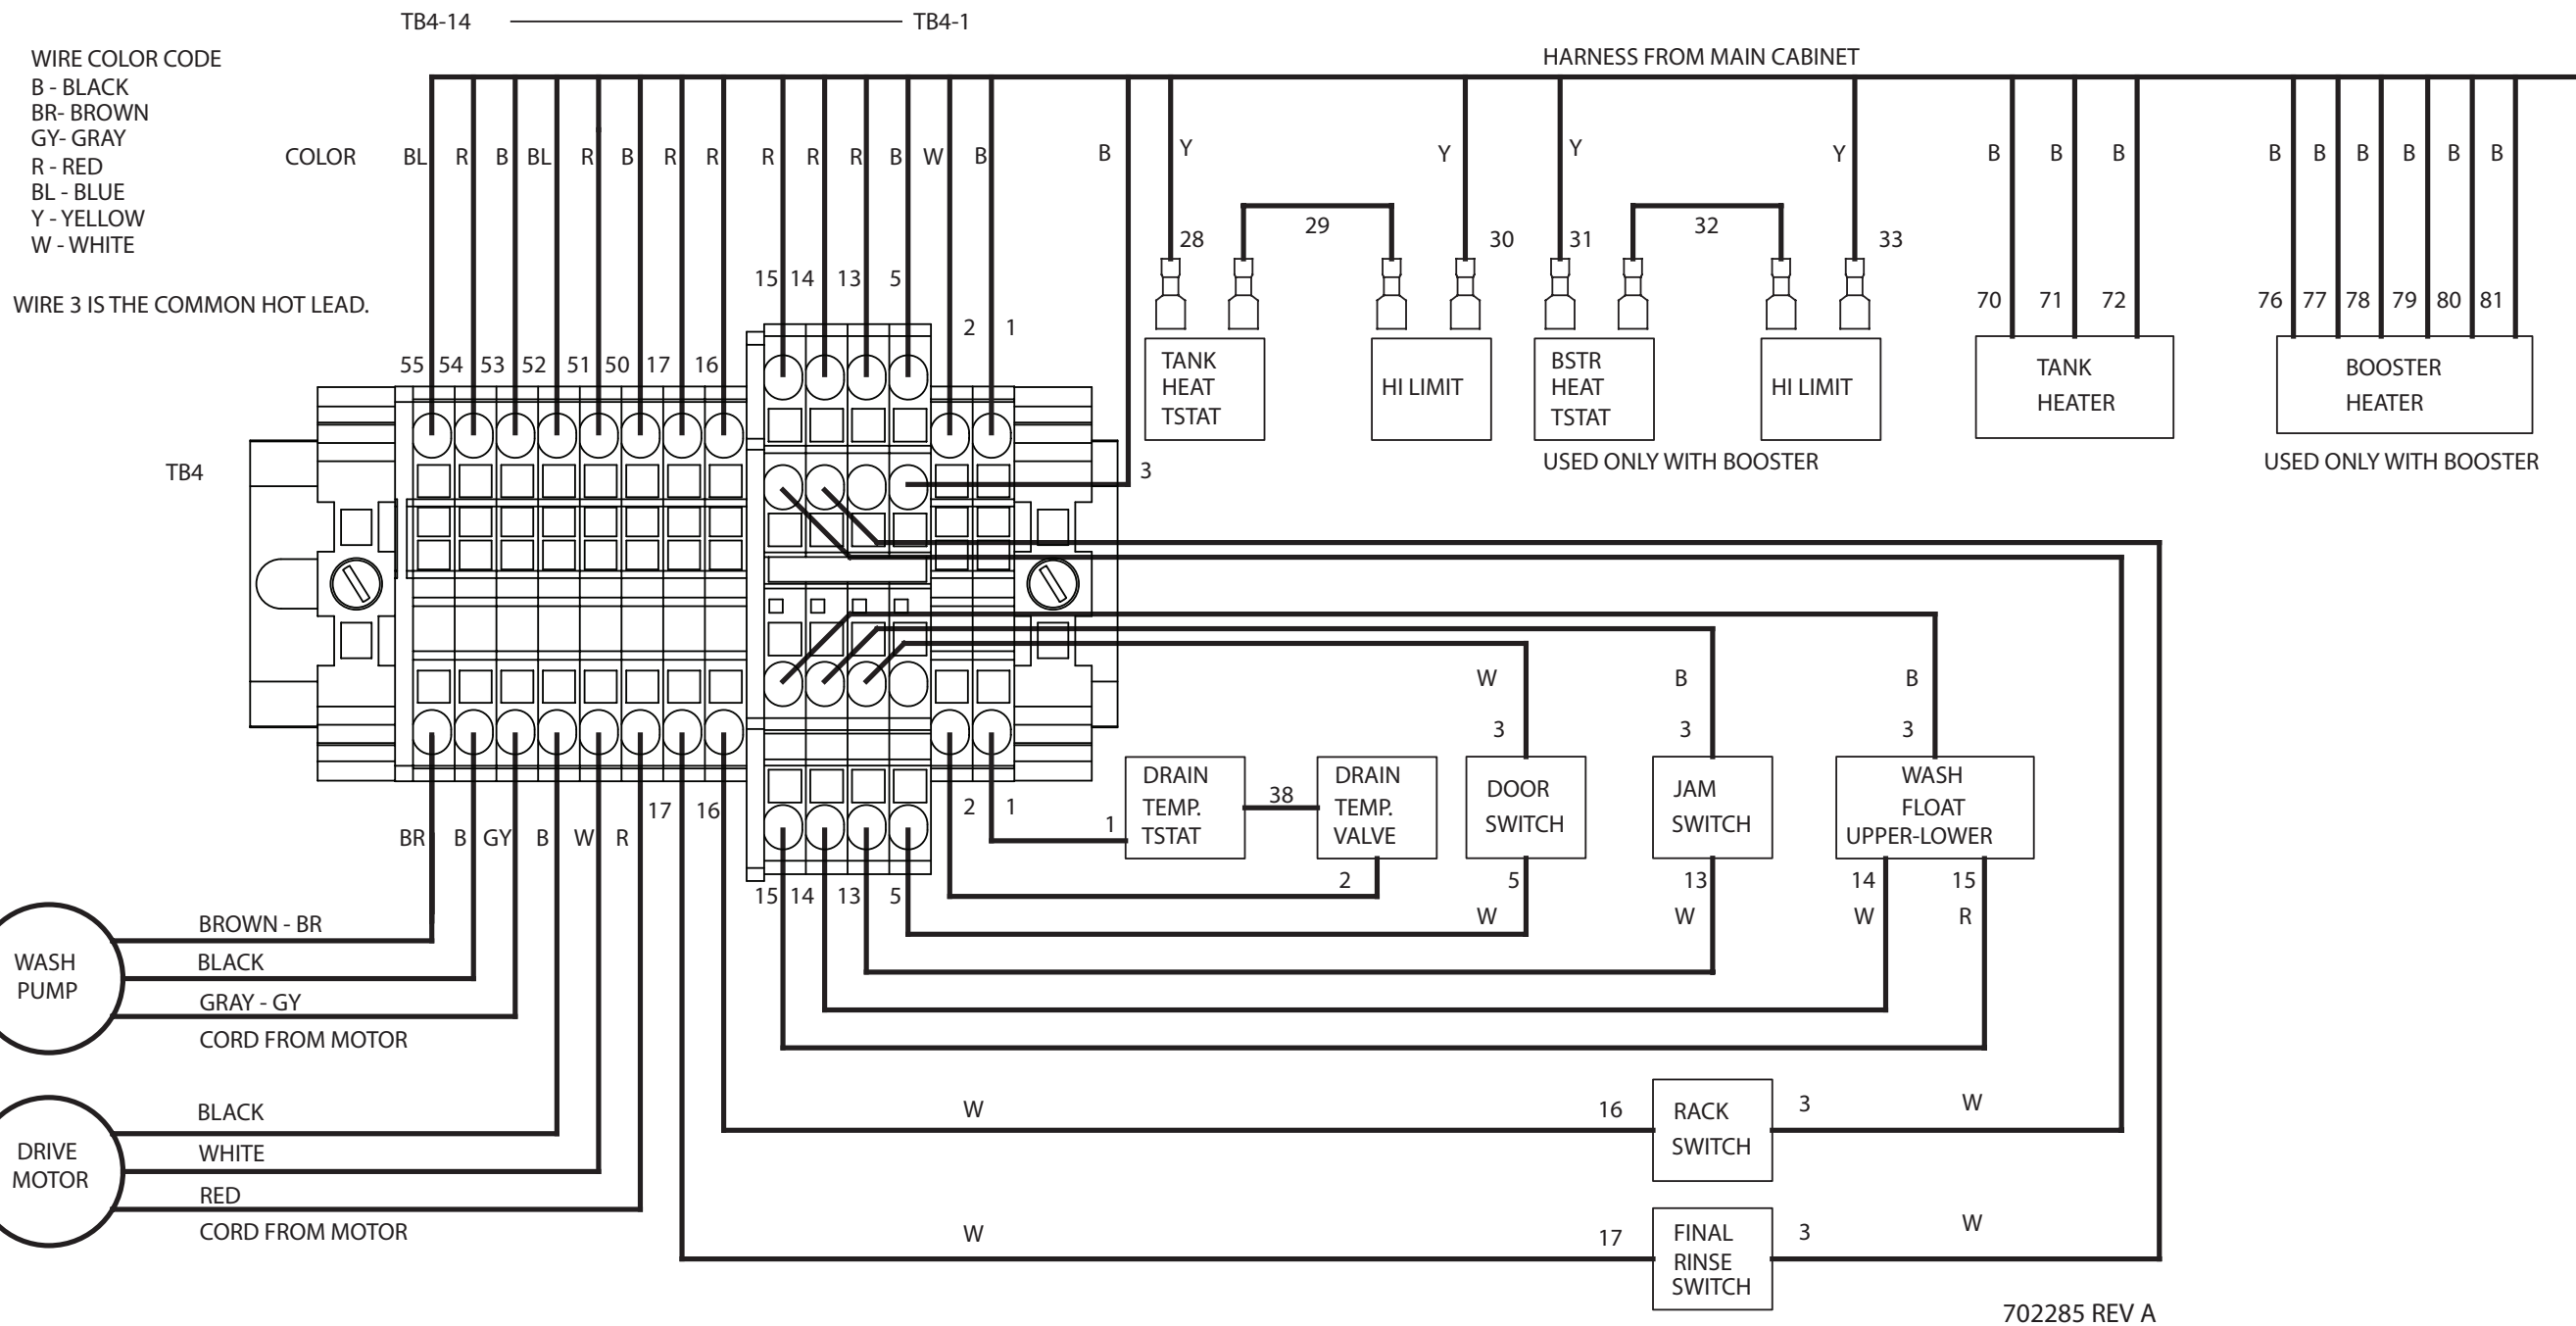 TB4-14 TB4-1
HARNESS FROM MAIN CABINET
WIRE COLOR CODE
B - BLACK
BR- BROWN
GY- GRAY
R - RED
BL - BLUE
Y - YELLOW
W - WHITE
WIRE 3 IS THE COMMON HOT LEAD.
COLOR BL R B BL R B R R R R R B W B B Y Y Y Y B B B B B B B B B
15 14 13 5
2 1
55 54 53 52 51 50 17 16
28 29 30 31 32 33
70 71 72
76 77 78 79 80 81
TANK
HEAT
TSTAT
HI LIMIT
BSTR
HEAT
TSTAT
HI LIMIT
USED ONLY WITH BOOSTER
TANK
HEATER
BOOSTER
HEATER
USED ONLY WITH BOOSTER
TB4
3
W B B
3 3 3
17 16
2 1
BR B GY B W R
15 14 13 5
1
DRAIN
TEMP.
TSTAT
38
DRAIN
TEMP.
VALVE
DOOR
SWITCH
JAM
SWITCH
WASH
FLOAT
UPPER-LOWER
2 5 13 14 15
W W W R
WASH
PUMP
BROWN - BR
BLACK
GRAY - GY
CORD FROM MOTOR
DRIVE
MOTOR
BLACK
WHITE
RED
CORD FROM MOTOR
W 16
RACK
SWITCH
3 W
W 17
FINAL
RINSE
SWITCH
3 W
702285 REV A